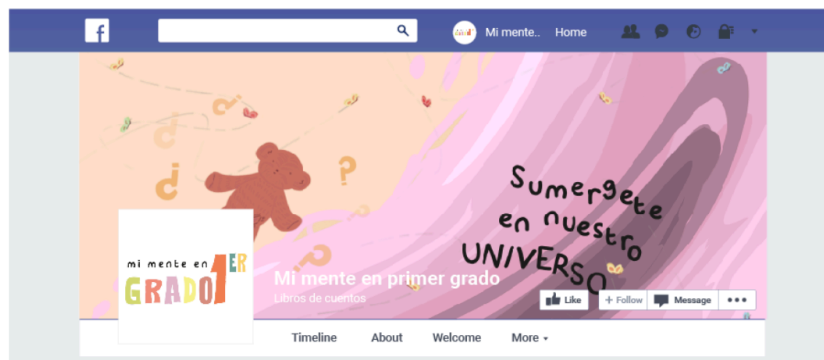 f
Mi mente.. Home
Sumergete
en nuestro
UNIVERSO
mi mente en 1ER
GRADO
Mi mente en primer grado
Libros de cuentos
Like
+ Follow
Message
Timeline About Welcome More